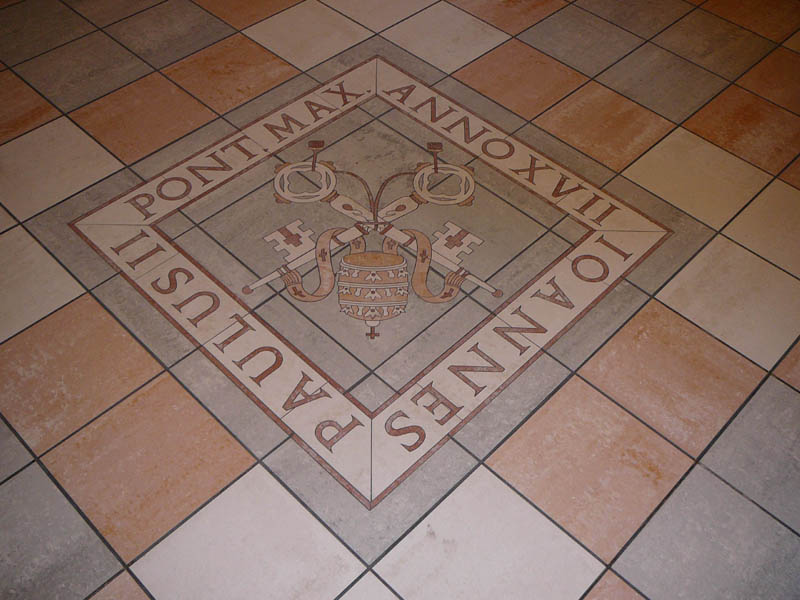 IOANNES
PAULUS II
PONT MAX.
ANNO XVII